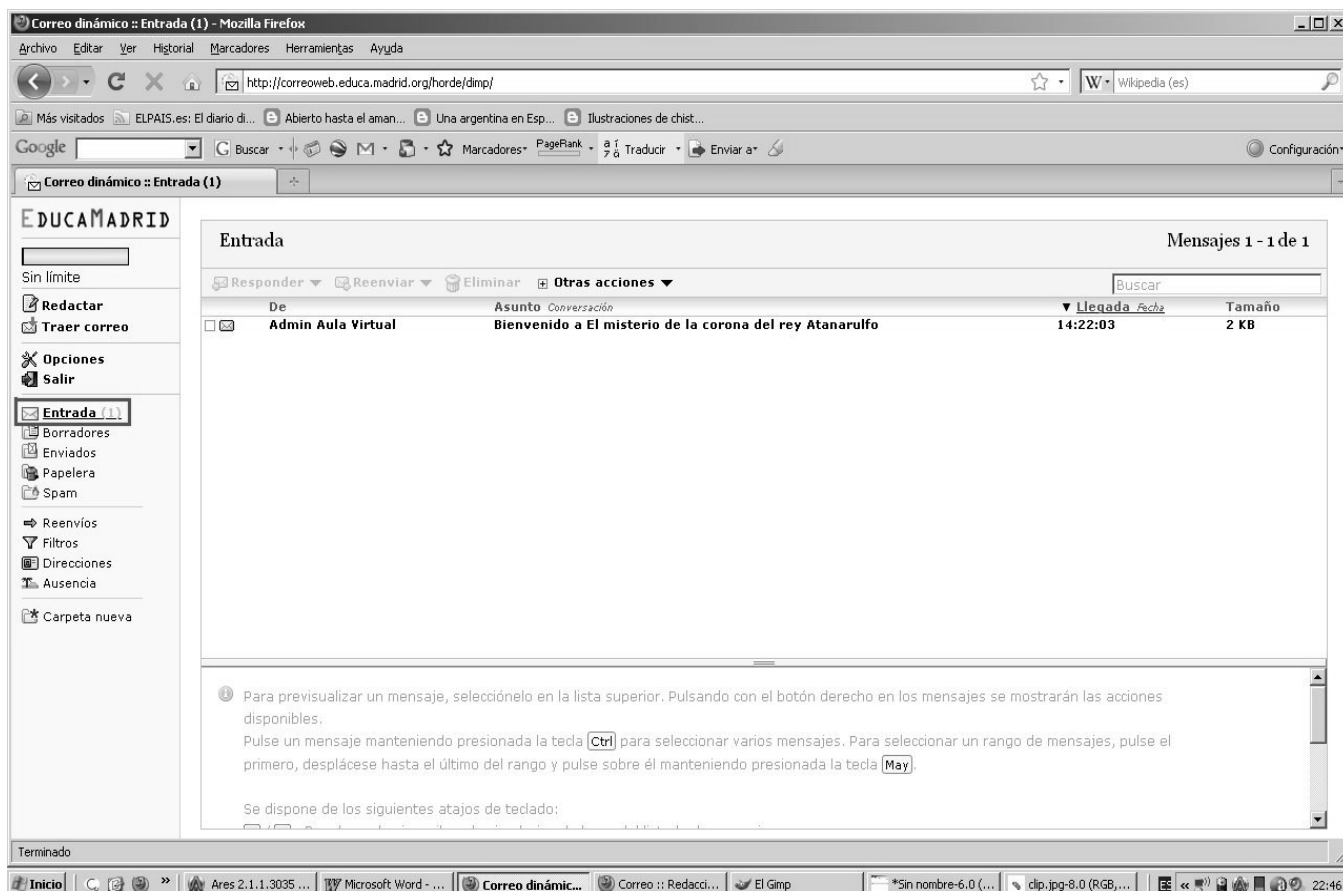 Correo dinámico :: Entrada (1) - Mozilla Firefox
Archivo Editar Ver Historial Marcadores Herramientas Ayuda
http://correoweb.educa.madrid.org/horde/dimp/
W Wikipedia (es)
Más visitados ELPAIS.es: El diario di... Abierto hasta el aman... Una argentina en Esp... Ilustraciones de chist...
Google G Buscar Marcadores PageRank Traducir Enviar a Configuración
Correo dinámico :: Entrada (1)
EDUCAMADRID
Sin límite
Redactar
Traer correo
Opciones
Salir
Entrada (1)
Borradores
Enviados
Papelera
Spam
Reenvíos
Filtros
Direcciones
Ausencia
Carpeta nueva
Entrada Mensajes 1 - 1 de 1
Responder Reenviar Eliminar Otras acciones Buscar
De Asunto Conversación Llegada Fecha Tamaño
Admin Aula Virtual Bienvenido a El misterio de la corona del rey Atanarulfo 14:22:03 2 KB
Para previsualizar un mensaje, selecciónelo en la lista superior. Pulsando con el botón derecho en los mensajes se mostrarán las acciones
disponibles.
Pulse un mensaje manteniendo presionada la tecla Ctrl para seleccionar varios mensajes. Para seleccionar un rango de mensajes, pulse el
primero, desplácese hasta el último del rango y pulse sobre él manteniendo presionada la tecla May.
Se dispone de los siguientes atajos de teclado:
Terminado
Inicio » Ares 2.1.1.3035 ... Microsoft Word - ... Correo dinámic... Correo :: Redacci... El Gimp *Sin nombre-6.0 (... clip.jpg-8.0 (RGB,... ES « 22:48